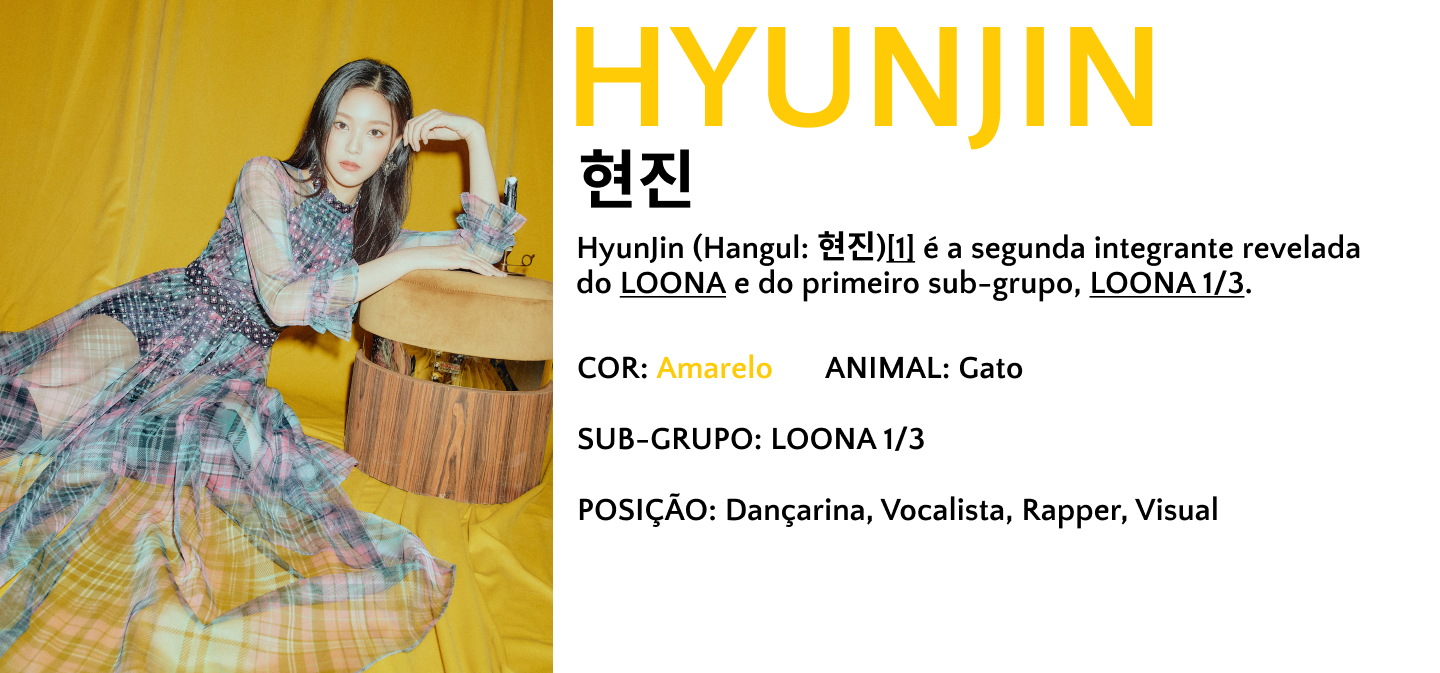 HYUNJIN
현진
HyunJin (Hangul: 현진)[1] é a segunda integrante revelada
do LOONA e do primeiro sub-grupo, LOONA 1/3.
COR: Amarelo ANIMAL: Gato
SUB-GRUPO: LOONA 1/3
POSIÇÃO: Dançarina, Vocalista, Rapper, Visual